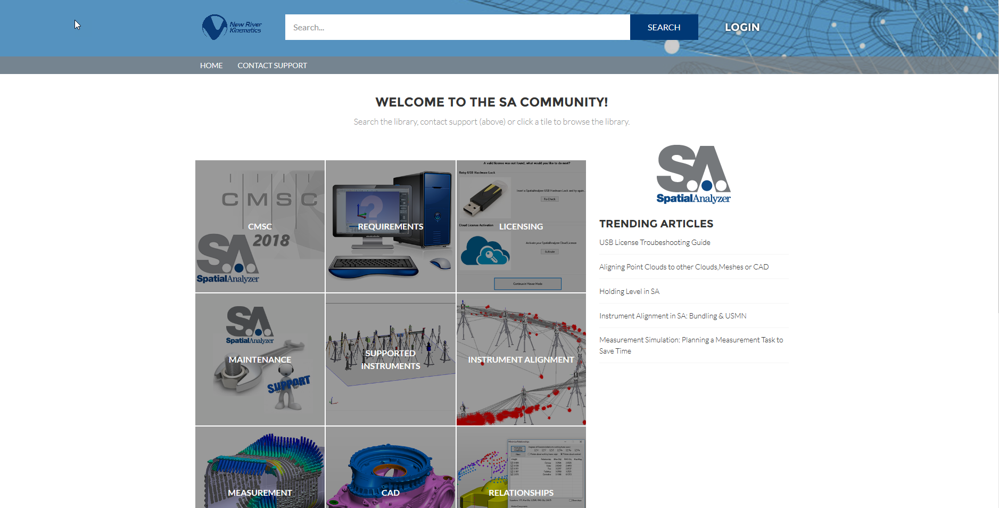 New River
Kinematics
Search...
SEARCH
LOGIN
HOME
CONTACT SUPPORT
WELCOME TO THE SA COMMUNITY!
Search the library, contact support (above) or click a tile to browse the library.
CMSC
CMSC
2018
SA
SpatialAnalyzer
REQUIREMENTS
A valid license was not found, what would you like to do next?
Retry USB Hardware Lock
Insert a SpatialAnalyzer USB Hardware Lock and try again.
Re-Check
LICENSING
Cloud License Activation
Activate your SpatialAnalyzer Cloud License
Activate
Continue in Viewer Mode
SA
SpatialAnalyzer
TRENDING ARTICLES
USB License Troubeshooting Guide
Aligning Point Clouds to other Clouds,Meshes or CAD
Holding Level in SA
Instrument Alignment in SA: Bundling & USMN
Measurement Simulation: Planning a Measurement Task to
Save Time
SA
SpatialAnalyzer
MAINTENANCE
SUPPORT
SUPPORTED
INSTRUMENTS
INSTRUMENT ALIGNMENT
MEASUREMENT
CAD
Minimize Relationships
RELATIONSHIPS